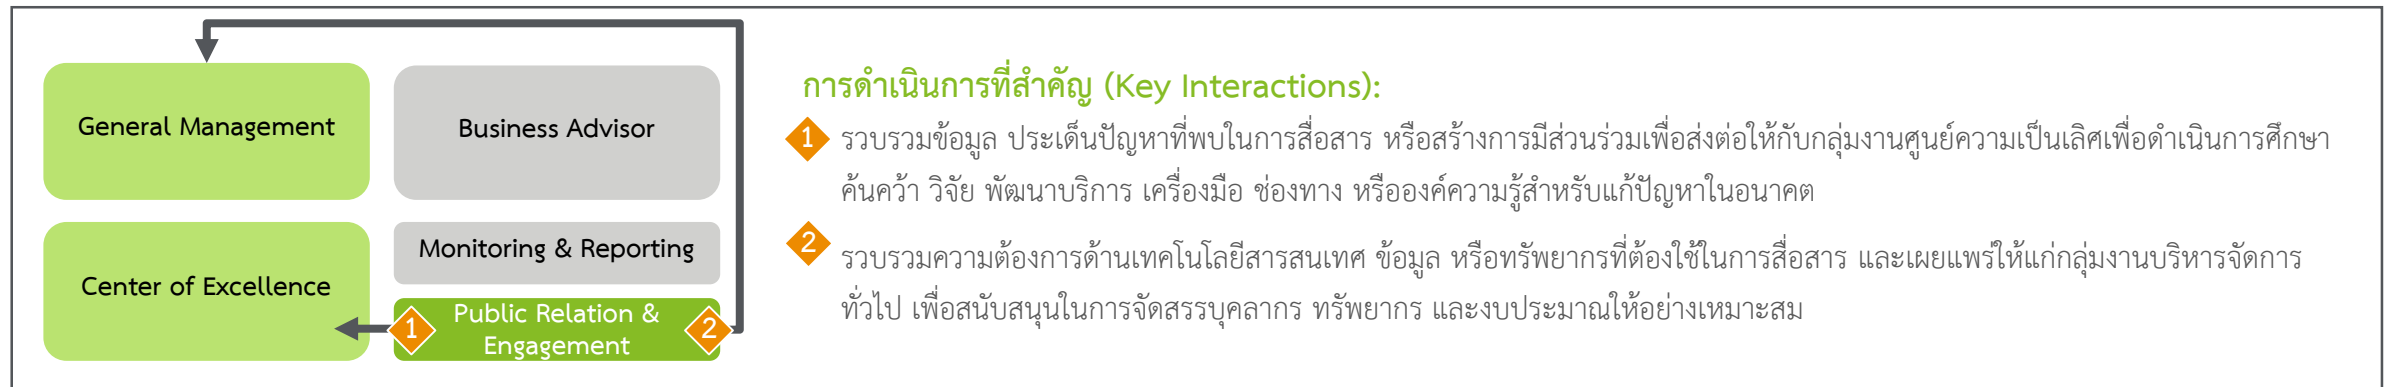 General Management
Business Advisor
Center of Excellence
Monitoring & Reporting
1
Public Relation &
Engagement
2
การดำเนินการที่สำคัญ (Key Interactions):
1 รวบรวมข้อมูล ประเด็นปัญหาที่พบในการสื่อสาร หรือสร้างการมีส่วนร่วมเพื่อส่งต่อให้กับกลุ่มงานศูนย์ความเป็นเลิศเพื่อดำเนินการศึกษา
ค้นคว้า วิจัย พัฒนาบริการ เครื่องมือ ช่องทาง หรือองค์ความรู้สำหรับแก้ปัญหาในอนาคต
2 รวบรวมความต้องการด้านเทคโนโลยีสารสนเทศ ข้อมูล หรือทรัพยากรที่ต้องใช้ในการสื่อสาร และเผยแพร่ให้แก่กลุ่มงานบริหารจัดการ
ทั่วไป เพื่อสนับสนุนในการจัดสรรบุคลากร ทรัพยากร และงบประมาณให้อย่างเหมาะสม